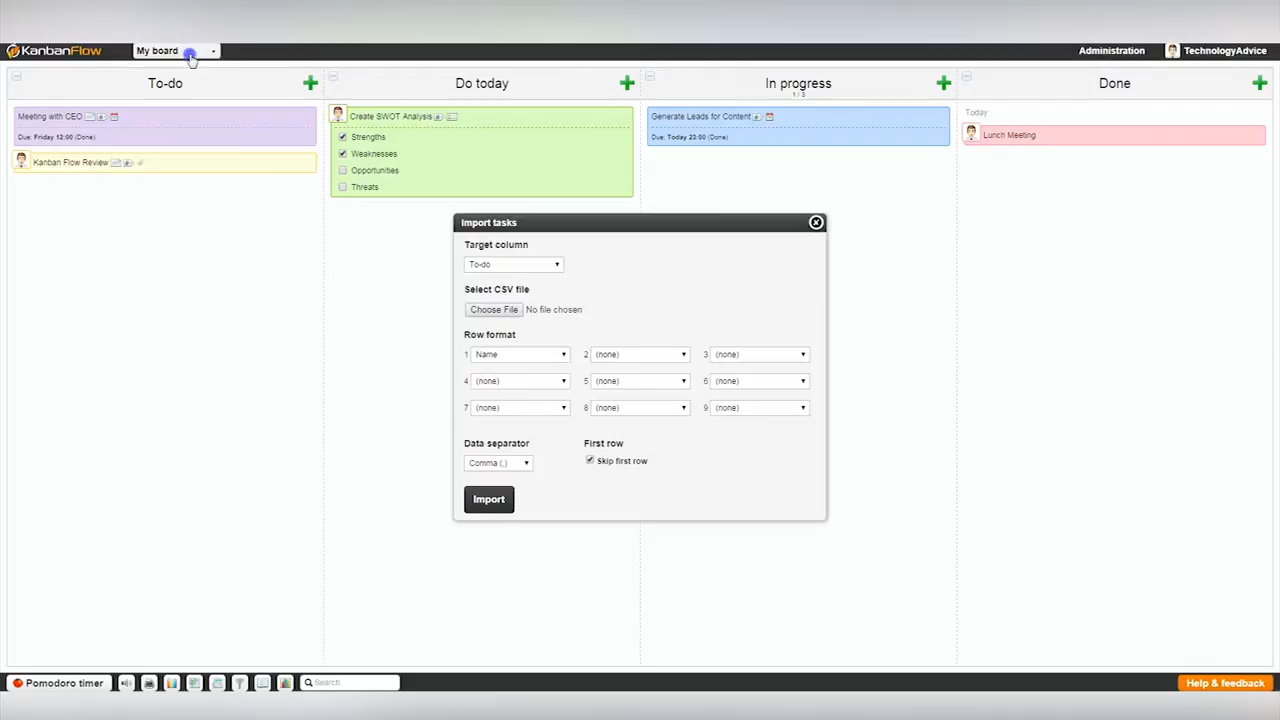 KanbanFlow
My board
Administration
TechnologyAdvice
To-do
Do today
In progress
1 / 3
Done
Meeting with CEO
Due: Friday 12:00 (Done)
Kanban Flow Review
Create SWOT Analysis
Strengths
Weaknesses
Opportunities
Threats
Generate Leads for Content
Due: Today 23:00 (Done)
Today
Lunch Meeting
Import tasks
Target column
To-do
Select CSV file
Choose File No file chosen
Row format
1 Name 2 (none) 3 (none)
4 (none) 5 (none) 6 (none)
7 (none) 8 (none) 9 (none)
Data separator First row
Comma (,) Skip first row
Import
Pomodoro timer
Search
Help & feedback